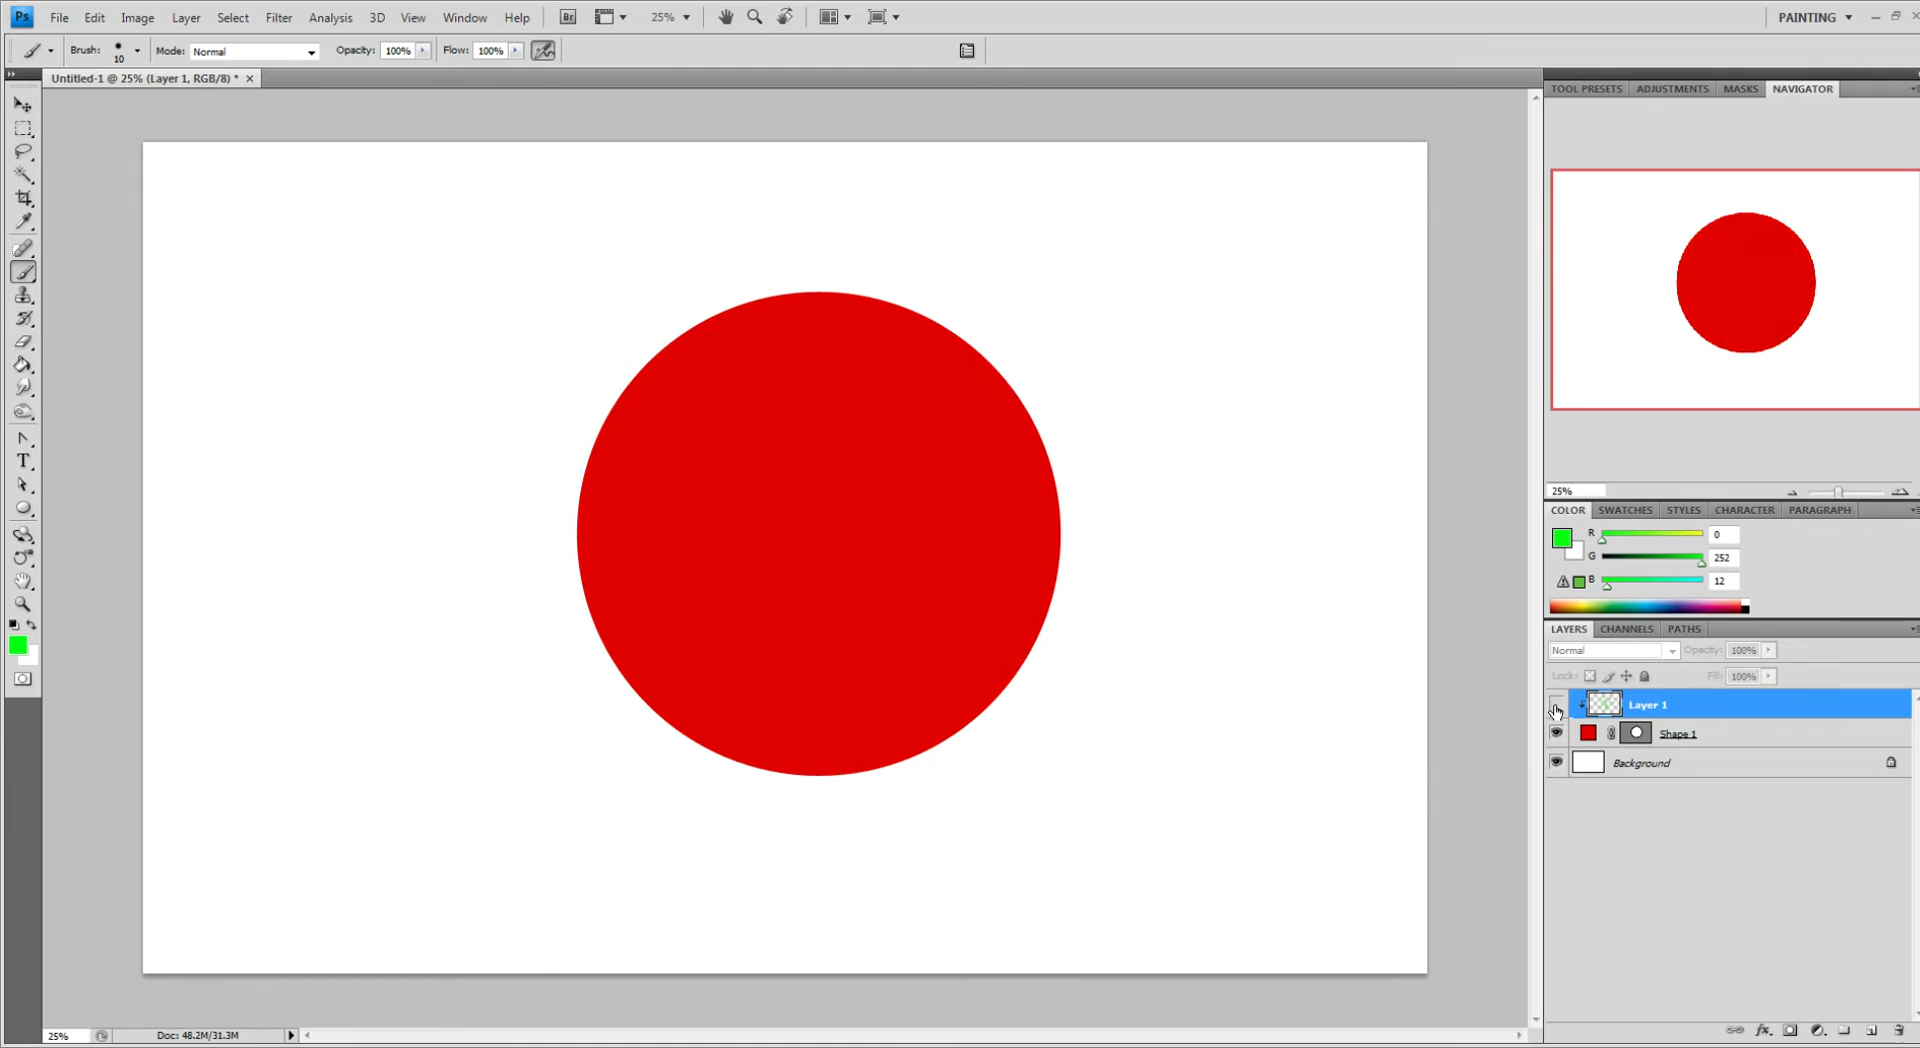 Ps File Edit Image Layer Select Filter Analysis 3D View Window Help Br 25% PAINTING
Brush: 10 Mode: Normal Opacity: 100% Flow: 100%
Untitled-1 @ 25% (Layer 1, RGB/8) *
TOOL PRESETS ADJUSTMENTS MASKS NAVIGATOR
T
25%
COLOR SWATCHES STYLES CHARACTER PARAGRAPH
R 0
G 252
B 12
LAYERS CHANNELS PATHS
Normal Opacity: 100%
Lock: Fill: 100%
Layer 1
Shape 1
Background
fx
25% Doc: 48.2M/31.3M